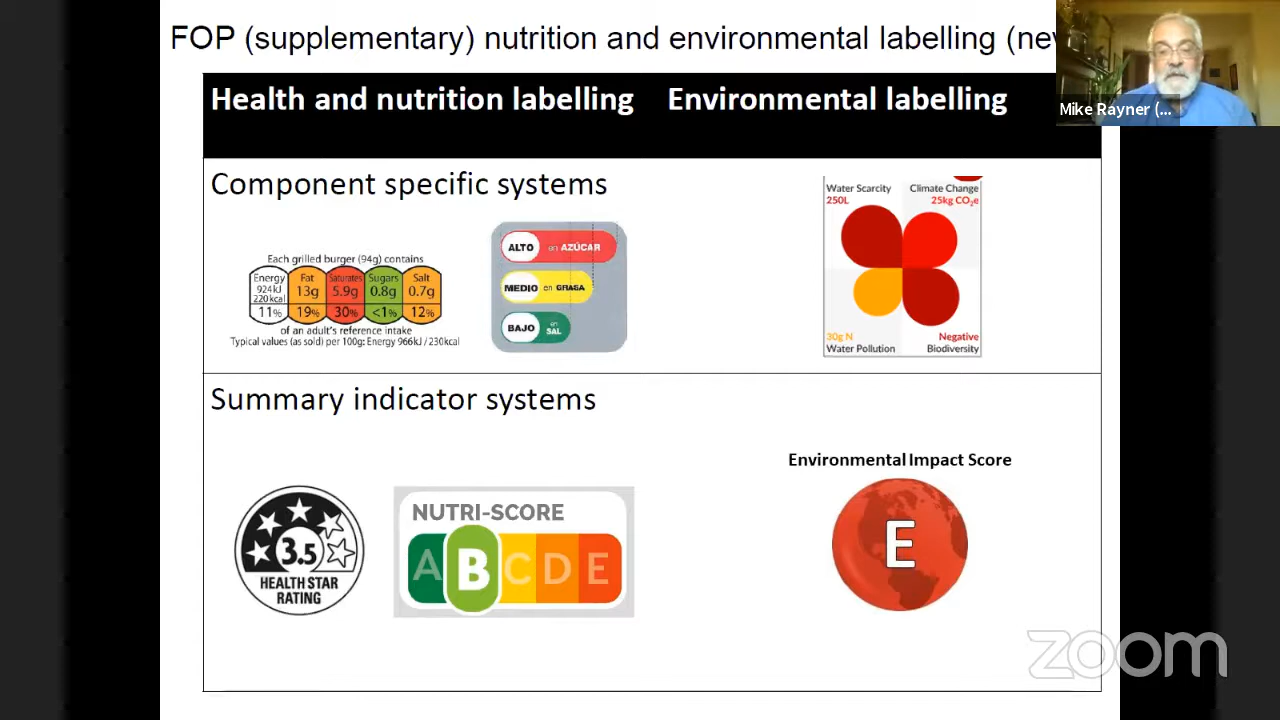 FOP (supplementary) nutrition and environmental labelling
Mike Rayner (...
Health and nutrition labelling
Environmental labelling
Component specific systems
Each grilled burger (94g) contains
Energy 924kJ 220kcal 11%
Fat 13g 19%
Saturates 5.9g 30%
Sugars 0.8g <1%
Salt 0.7g 12%
of an adult's reference intake
Typical values (as sold) per 100g: Energy 966kJ / 230kcal
ALTO en AZÚCAR
MEDIO en GRASA
BAJO en SAL
Water Scarcity
250L
Climate Change
25kg CO₂e
30g N
Water Pollution
Negative
Biodiversity
Summary indicator systems
3.5
HEALTH STAR
RATING
NUTRI-SCORE
A B C D E
Environmental Impact Score
E
zoom